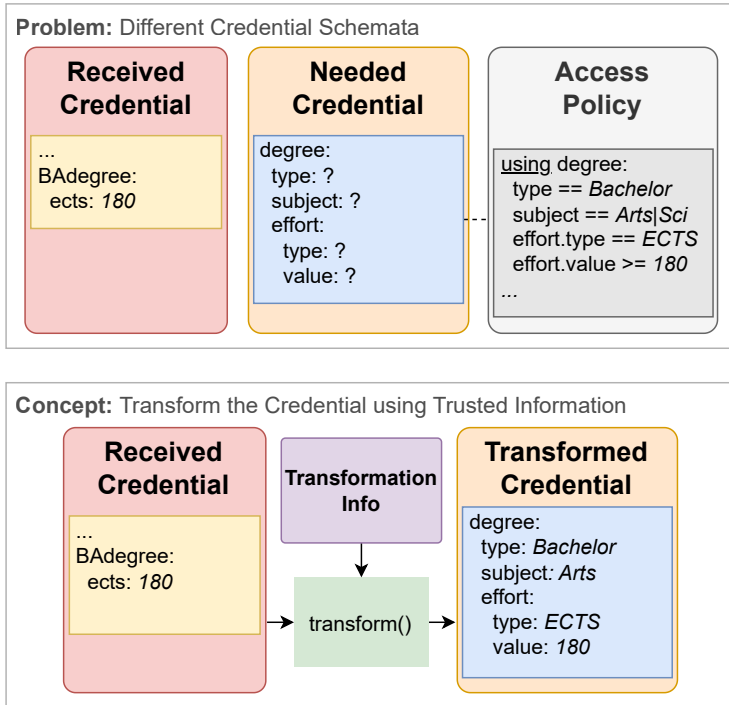 Problem: Different Credential Schemata
Received
Credential
...
BAdegree:
ects: 180
Needed
Credential
degree:
type: ?
subject: ?
effort:
type: ?
value: ?
Access
Policy
using degree:
type == Bachelor
subject == Arts|Sci
effort.type == ECTS
effort.value >= 180
...
Concept: Transform the Credential using Trusted Information
Received
Credential
...
BAdegree:
ects: 180
Transformation
Info
transform()
Transformed
Credential
degree:
type: Bachelor
subject: Arts
effort:
type: ECTS
value: 180